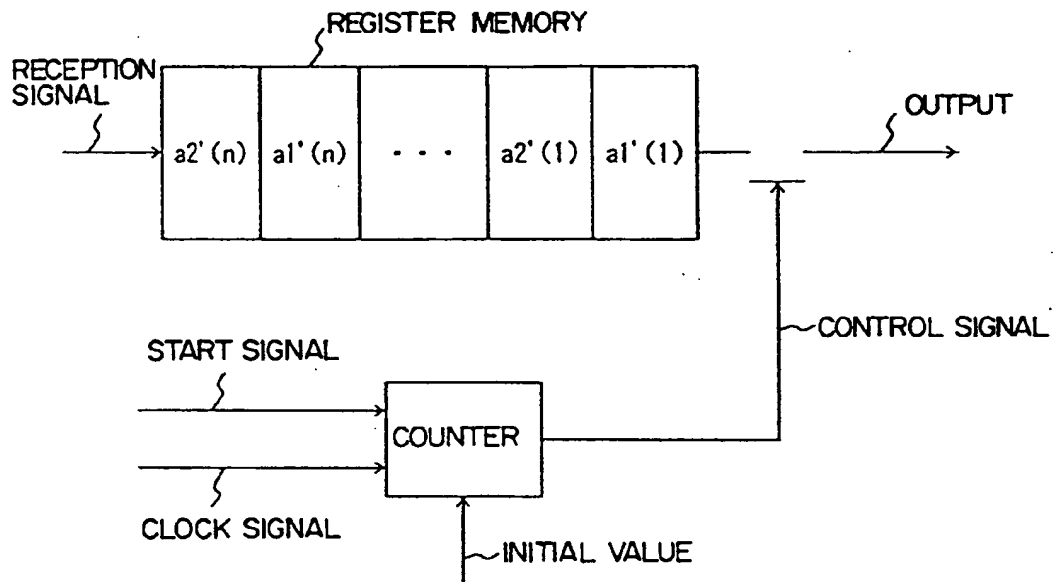 REGISTER MEMORY
RECEPTION
SIGNAL
OUTPUT
a2'(n) a1'(n) ... a2'(1) a1'(1)
CONTROL SIGNAL
START SIGNAL
COUNTER
CLOCK SIGNAL
INITIAL VALUE